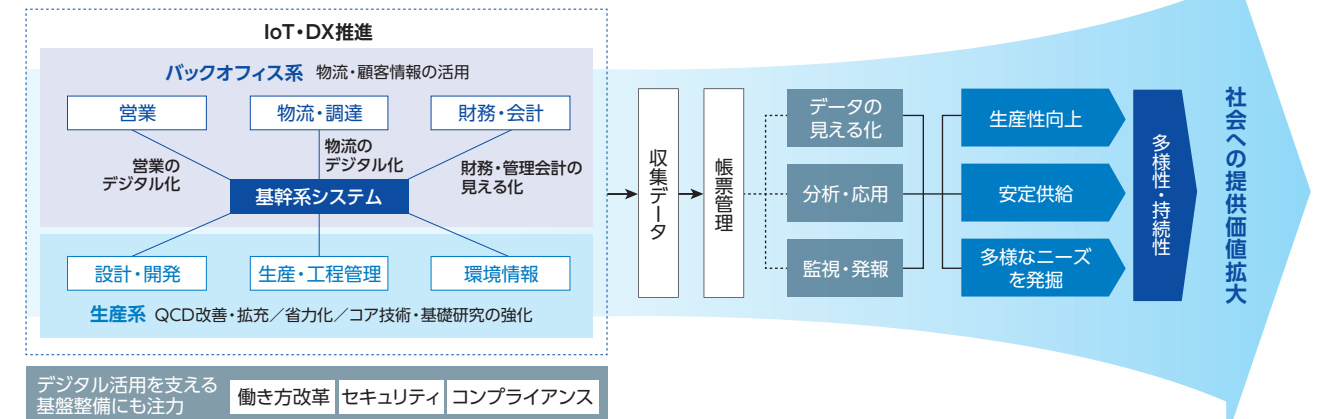 IoT・DX推進
バックオフィス系 物流・顧客情報の活用
営業
物流・調達
財務・会計
営業の
デジタル化
物流の
デジタル化
財務・管理会計の
見える化
基幹系システム
設計・開発
生産・工程管理
環境情報
生産系 QCD改善・拡充／省力化／コア技術・基礎研究の強化
デジタル活用を支える
基盤整備にも注力
働き方改革
セキュリティ
コンプライアンス
収集データ
帳票管理
データの
見える化
分析・応用
監視・発報
生産性向上
安定供給
多様なニーズ
を発掘
多様性・持続性
社会への提供価値拡大